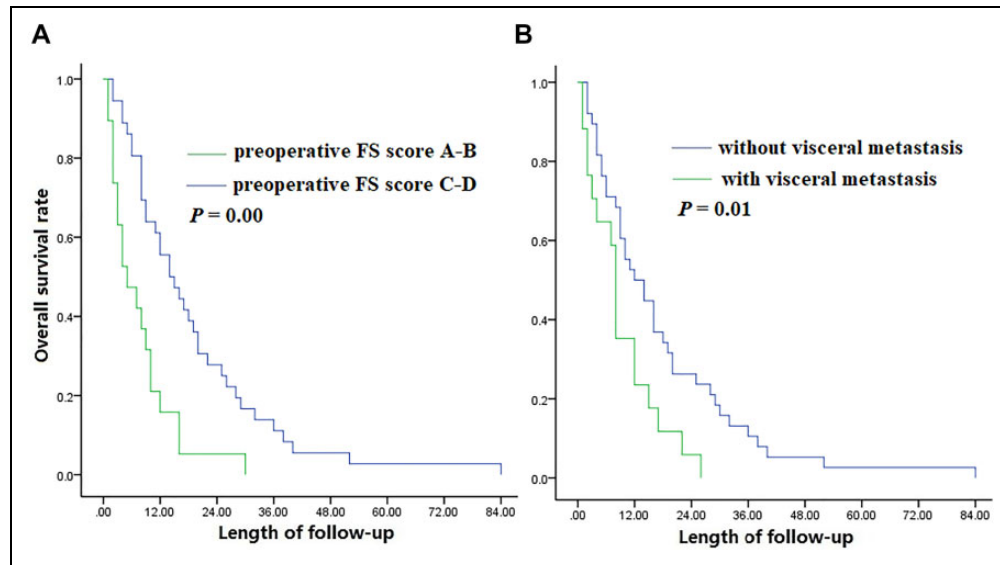 A
preoperative FS score A-B
preoperative FS score C-D
P = 0.00
Overall survival rate
1.0
0.8
0.6
0.4
0.2
0.0
.00 12.00 24.00 36.00 48.00 60.00 72.00 84.00
Length of follow-up
B
without visceral metastasis
with visceral metastasis
P = 0.01
1.0
0.8
0.6
0.4
0.2
0.0
.00 12.00 24.00 36.00 48.00 60.00 72.00 84.00
Length of follow-up